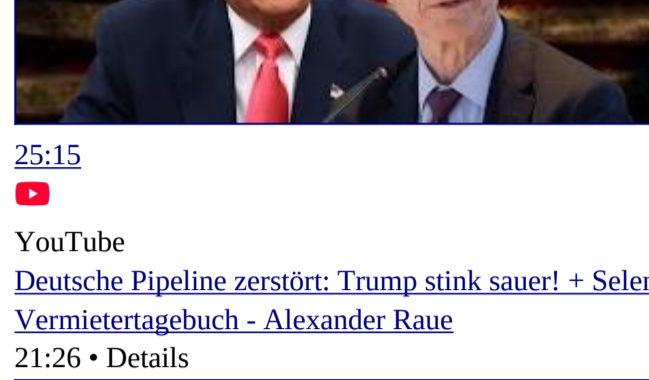 25:15
YouTube
Deutsche Pipeline zerstört: Trump stink sauer! + Selen
Vermietertagebuch - Alexander Raue
21:26 • Details